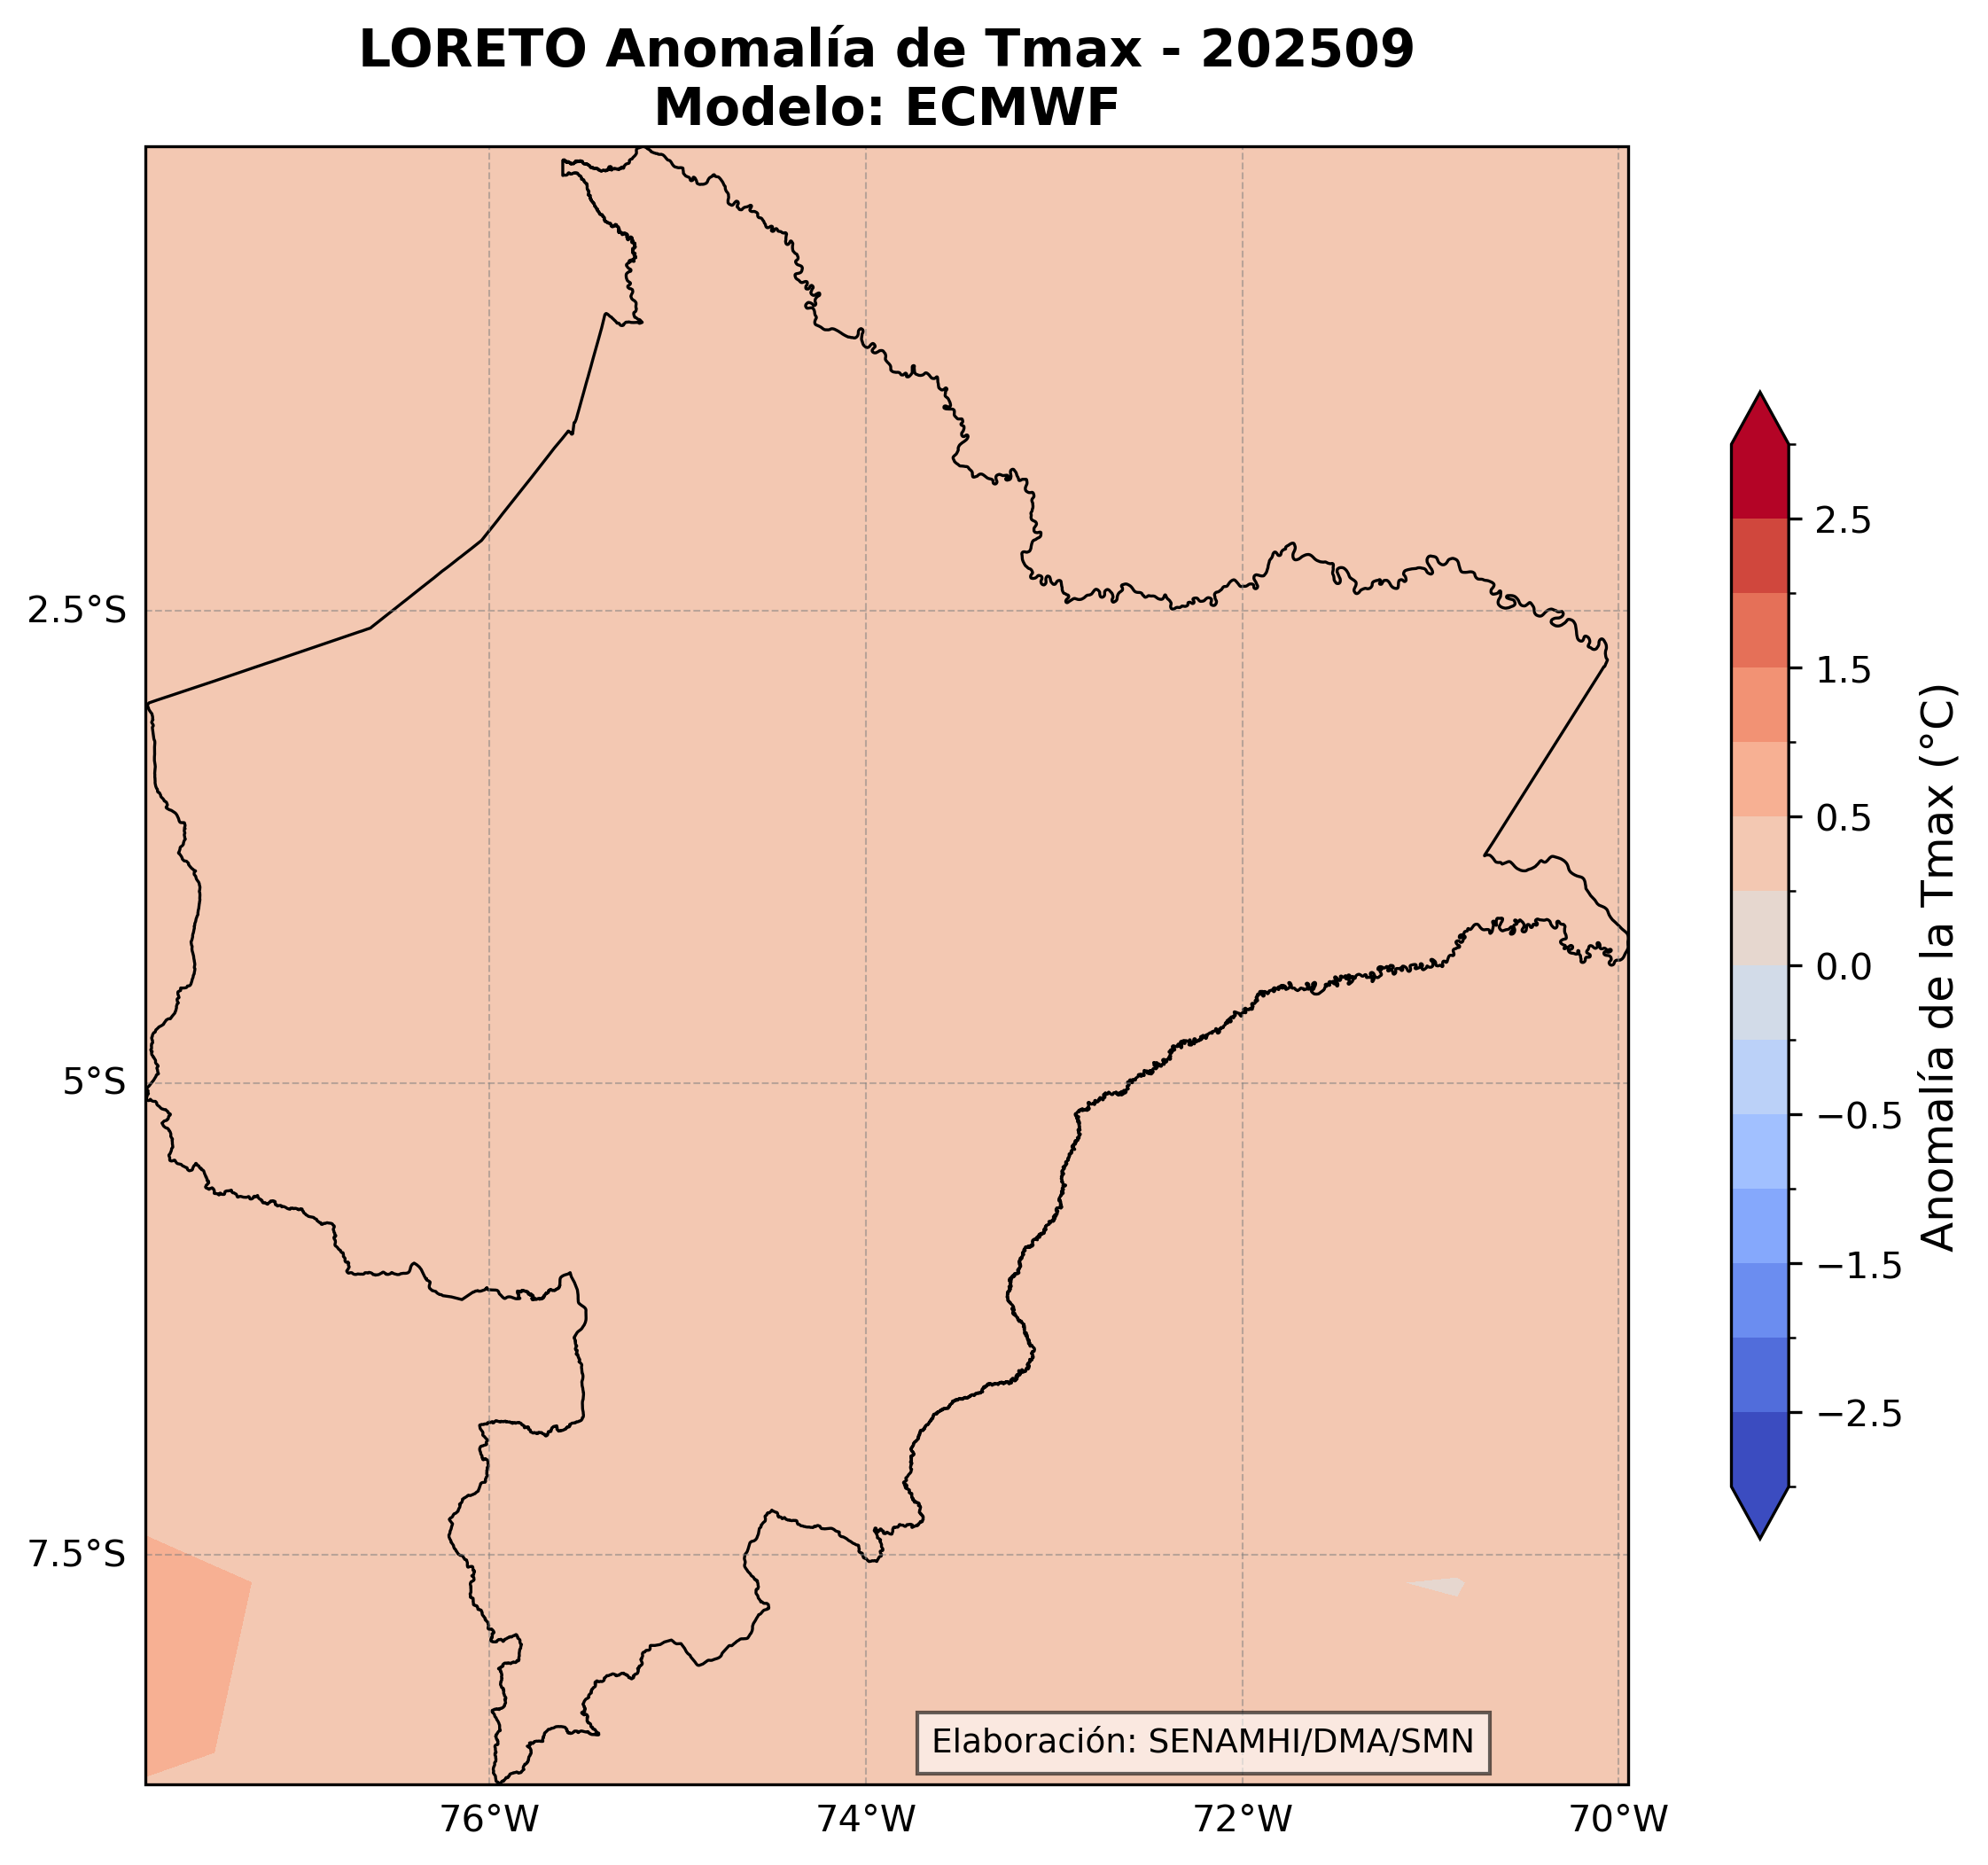 LORETO Anomalía de Tmax - 202509
Modelo: ECMWF
2.5°S
5°S
7.5°S
76°W
74°W
72°W
70°W
Elaboración: SENAMHI/DMA/SMN
2.5
1.5
0.5
0.0
−0.5
−1.5
−2.5
Anomalía de la Tmax (°C)